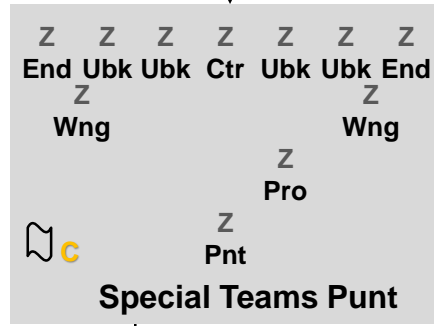 Z Z Z Z Z Z Z
End Ubk Ubk Ctr Ubk Ubk End
Z Z
Wng Wng
Z
Pro
Z
C
Pnt
Special Teams Punt